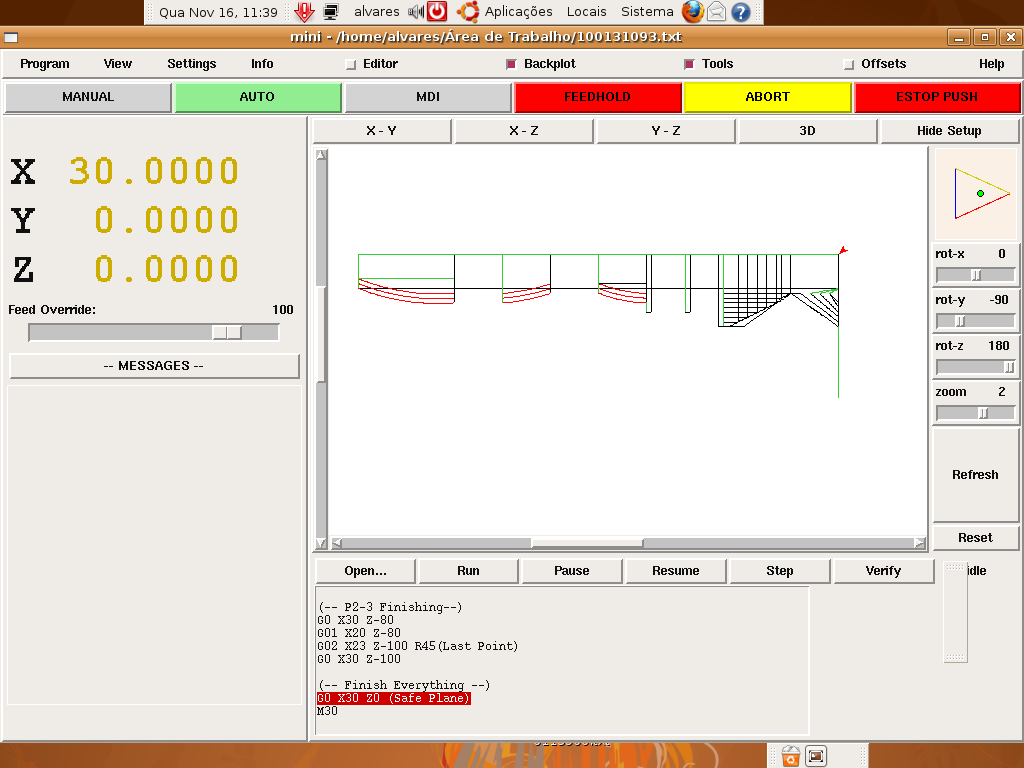 Qua Nov 16, 11:39 alvares Aplicações Locais Sistema
mini - /home/alvares/Área de Trabalho/100131093.txt
Program View Settings Info Editor Backplot Tools Offsets Help
MANUAL AUTO MDI FEEDHOLD ABORT ESTOP PUSH
X - Y X - Z Y - Z 3D Hide Setup
X 30.0000
Y 0.0000
Z 0.0000
Feed Override: 100
-- MESSAGES --
rot-x 0
rot-y -90
rot-z 180
zoom 2
Refresh
Reset
Open... Run Pause Resume Step Verify
(-- P2-3 Finishing--)
G0 X30 Z-80
G01 X20 Z-80
G02 X23 Z-100 R45(Last Point)
G0 X30 Z-100
(-- Finish Everything --)
G0 X30 Z0 (Safe Plane)
M30